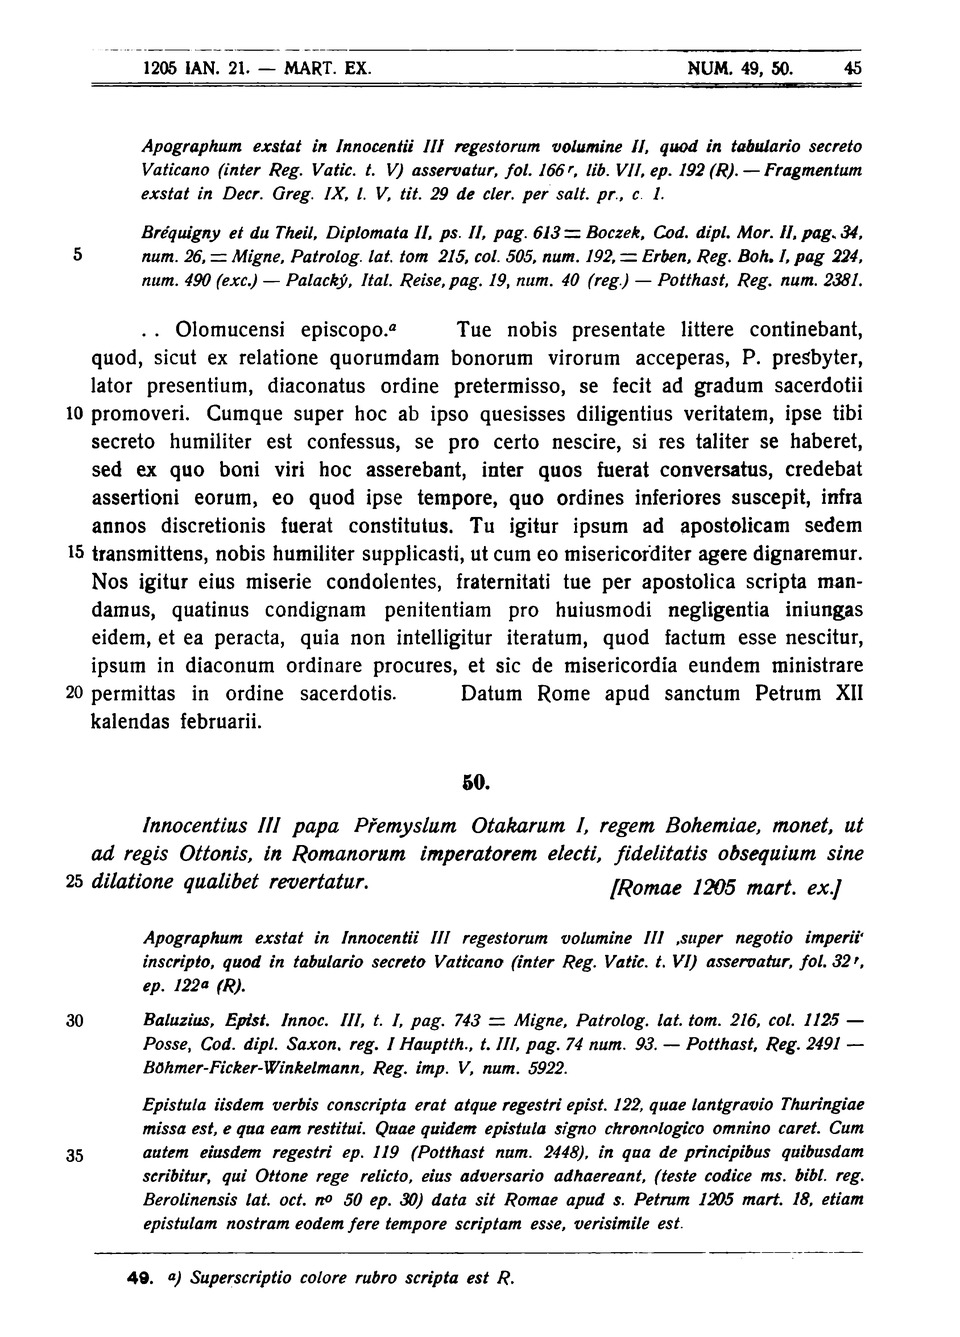 1205 IAN. 21. — MART. EX. NUM. 49, 50. 45
Apographum exstat in Innocentii III regestorum volumine II, quod in tabulario secreto
Vaticano (inter Reg. Vatic. t. V) asservatur, fol. 166r, lib. VII, ep. 192 (R). — Fragmentum
exstat in Decr. Greg. IX, l. V, tit. 29 de cler. per salt. pr., c. 1.
Bréquigny et du Theil, Diplomata II, ps. II, pag. 613 = Boczek, Cod. dipl. Mor. II, pag. 34,
5 num. 26, = Migne, Patrolog. lat. tom 215, col. 505, num. 192, = Erben, Reg. Boh. I, pag 224,
num. 490 (exc.) — Palacký, Ital. Reise, pag. 19, num. 40 (reg.) — Potthast, Reg. num. 2381.
. . Olomucensi episcopo.a Tue nobis presentate littere continebant,
quod, sicut ex relatione quorumdam bonorum virorum acceperas, P. presbyter,
lator presentium, diaconatus ordine pretermisso, se fecit ad gradum sacerdotii
10 promoveri. Cumque super hoc ab ipso quesisses diligentius veritatem, ipse tibi
secreto humiliter est confessus, se pro certo nescire, si res taliter se haberet,
sed ex quo boni viri hoc asserebant, inter quos fuerat conversatus, credebat
assertioni eorum, eo quod ipse tempore, quo ordines inferiores suscepit, infra
annos discretionis fuerat constitutus. Tu igitur ipsum ad apostolicam sedem
15 transmittens, nobis humiliter supplicasti, ut cum eo misericorditer agere dignaremur.
Nos igitur eius miserie condolentes, fraternitati tue per apostolica scripta man-
damus, quatinus condignam penitentiam pro huiusmodi negligentia iniungas
eidem, et ea peracta, quia non intelligitur iteratum, quod factum esse nescitur,
ipsum in diaconum ordinare procures, et sic de misericordia eundem ministrare
20 permittas in ordine sacerdotis. Datum Rome apud sanctum Petrum XII
kalendas februarii.
50.
Innocentius III papa Přemyslum Otakarum I, regem Bohemiae, monet, ut
ad regis Ottonis, in Romanorum imperatorem electi, fidelitatis obsequium sine
25 dilatione qualibet revertatur. [Romae 1205 mart. ex.]
Apographum exstat in Innocentii III regestorum volumine III ‚super negotio imperii‘
inscripto, quod in tabulario secreto Vaticano (inter Reg. Vatic. t. VI) asservatur, fol. 32r,
ep. 122a (R).
30 Baluzius, Epist. Innoc. III, t. I, pag. 743 = Migne, Patrolog. lat. tom. 216, col. 1125 —
Posse, Cod. dipl. Saxon. reg. I Hauptth., t. III, pag. 74 num. 93. — Potthast, Reg. 2491 —
Böhmer-Ficker-Winkelmann, Reg. imp. V, num. 5922.
Epistula iisdem verbis conscripta erat atque regestri epist. 122, quae lantgravio Thuringiae
missa est, e qua eam restitui. Quae quidem epistula signo chronologico omnino caret. Cum
35 autem eiusdem regestri ep. 119 (Potthast num. 2448), in qua de principibus quibusdam
scribitur, qui Ottone rege relicto, eius adversario adhaereant, (teste codice ms. bibl. reg.
Berolinensis lat. oct. no 50 ep. 30) data sit Romae apud s. Petrum 1205 mart. 18, etiam
epistulam nostram eodem fere tempore scriptam esse, verisimile est.
49. a) Superscriptio colore rubro scripta est R.